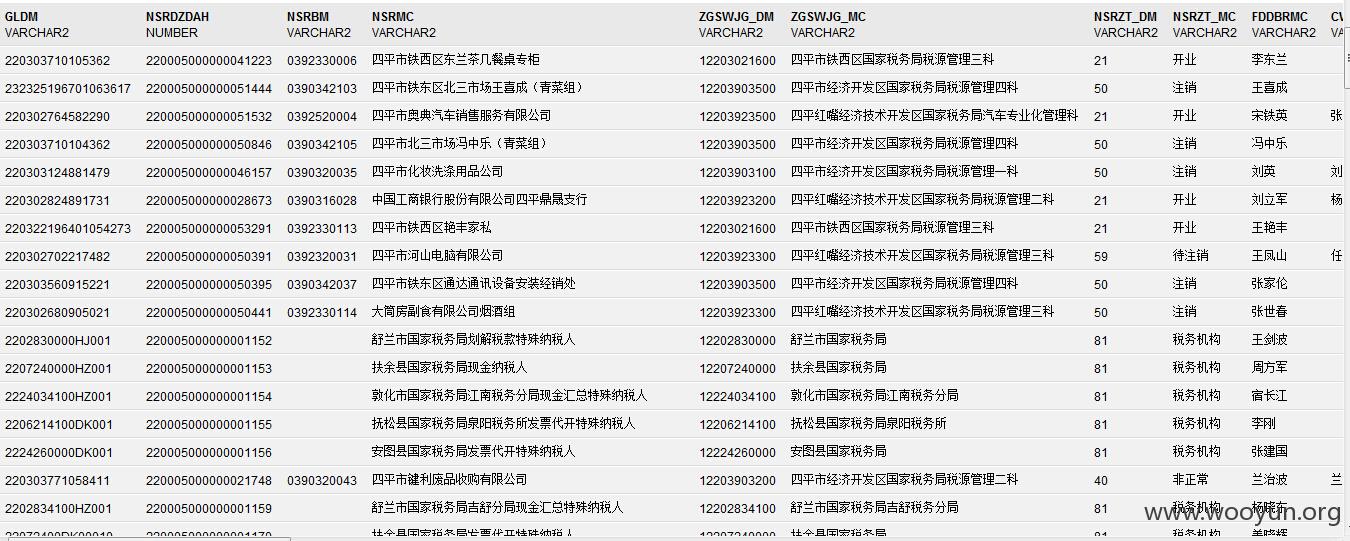 GLDM NSRDZDAH NSRBM NSRMC ZGSWJG_DM ZGSWJG_MC NSRZT_DM NSRZT_MC FDDBRMC
VARCHAR2 NUMBER VARCHAR2 VARCHAR2 VARCHAR2 VARCHAR2 VARCHAR2 VARCHAR2 VARCHAR2
220303710105362 220005000000041223 0392330006 四平市铁西区东兰茶几餐桌专柜 12203021600 四平市铁西区国家税务局税源管理三科 21 开业 李东兰
232325196701063617 220005000000051444 0390342103 四平市铁东区北三市场王喜成（青菜组） 12203903500 四平市经济开发区国家税务局税源管理四科 50 注销 王喜成
220302764582290 220005000000051532 0392520004 四平市奥典汽车销售服务有限公司 12203923500 四平红嘴经济技术开发区国家税务局汽车专业化管理科 21 开业 宋铁英 张
220303710104362 220005000000050846 0390342105 四平市北三市场冯中乐（青菜组） 12203903500 四平市经济开发区国家税务局税源管理四科 50 注销 冯中乐
220303124881479 220005000000046157 0390320035 四平市化妆洗涤用品公司 12203903100 四平市经济开发区国家税务局税源管理一科 50 注销 刘英 刘
220302824891731 220005000000028673 0390316028 中国工商银行股份有限公司四平鼎晟支行 12203923200 四平红嘴经济技术开发区国家税务局税源管理二科 21 开业 刘立军 杨
220322196401054273 220005000000053291 0392330113 四平市铁西区艳丰家私 12203021600 四平市铁西区国家税务局税源管理三科 21 开业 王艳丰
220302702217482 220005000000050391 0392320031 四平市河山电脑有限公司 12203923300 四平红嘴经济技术开发区国家税务局税源管理三科 59 待注销 王凤山 任
220303560915221 220005000000050395 0390342037 四平市铁东区通达通讯设备安装经销处 12203903500 四平市经济开发区国家税务局税源管理四科 50 注销 张家伦
220302680905021 220005000000050441 0392330114 大筒房副食有限公司烟酒组 12203923300 四平红嘴经济技术开发区国家税务局税源管理三科 50 注销 张世春
2202830000HJ001 220005000000001152 舒兰市国家税务局划解税款特殊纳税人 12202830000 舒兰市国家税务局 81 税务机构 王剑波
2207240000HZ001 220005000000001153 扶余县国家税务局现金纳税人 12207240000 扶余县国家税务局 81 税务机构 周方军
2224034100HZ001 220005000000001154 敦化市国家税务局江南税务分局现金汇总特殊纳税人 12224034100 敦化市国家税务局江南税务分局 81 税务机构 宿长江
2206214100DK001 220005000000001155 抚松县国家税务局泉阳税务所发票代开特殊纳税人 12206214100 抚松县国家税务局泉阳税务所 81 税务机构 李刚
2224260000DK001 220005000000001156 安图县国家税务局发票代开特殊纳税人 12224260000 安图县国家税务局 81 税务机构 张建国
220303771058411 220005000000021748 0390320043 四平市键利废品收购有限公司 12203903200 四平市经济开发区国家税务局税源管理二科 40 非正常 兰治波 兰
2202834100HZ001 220005000000001159 舒兰市国家税务局吉舒分局现金汇总特殊纳税人 12202834100 舒兰市国家税务局吉舒税务分局 81 税务机构 杨晓东
www.wooyun.org